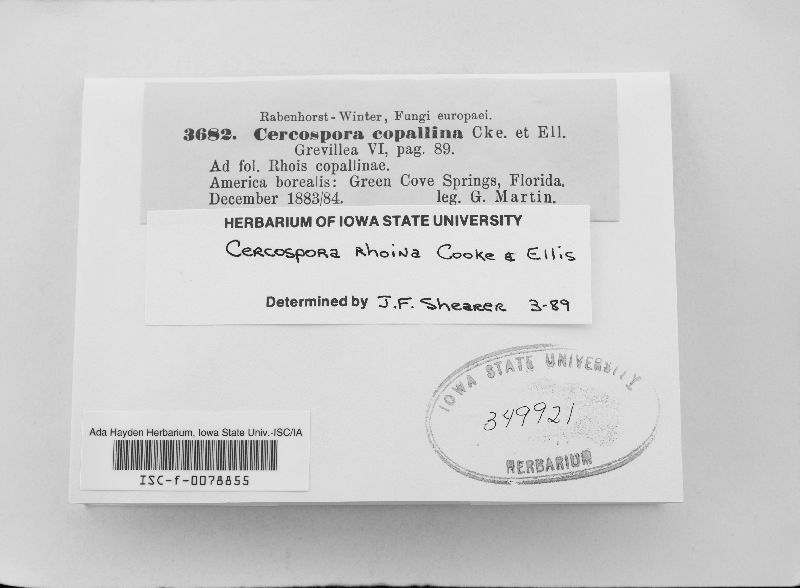 Rabenhorst-Winter, Fungi europaei.
3682. Cercospora copallina Cke. et Ell.
Grevillea VI, pag. 89.
Ad fol. Rhois copallinae.
America borealis: Green Cove Springs, Florida.
December 1883/84. leg. G. Martin.
HERBARIUM OF IOWA STATE UNIVERSITY
Cercospora rhoina Cooke & Ellis
Determined by J.F. Shearer 3-89
IOWA STATE UNIVERSITY
349921
HERBARIUM
Ada Hayden Herbarium, Iowa State Univ.-ISC/IA
ISC-f-0078855